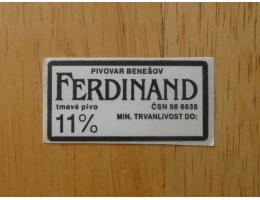 PIVOVAR BENEŠOV
FERDINAND
tmavé pivo ČSN 56 6635
11% MIN. TRVANLIVOST DO: